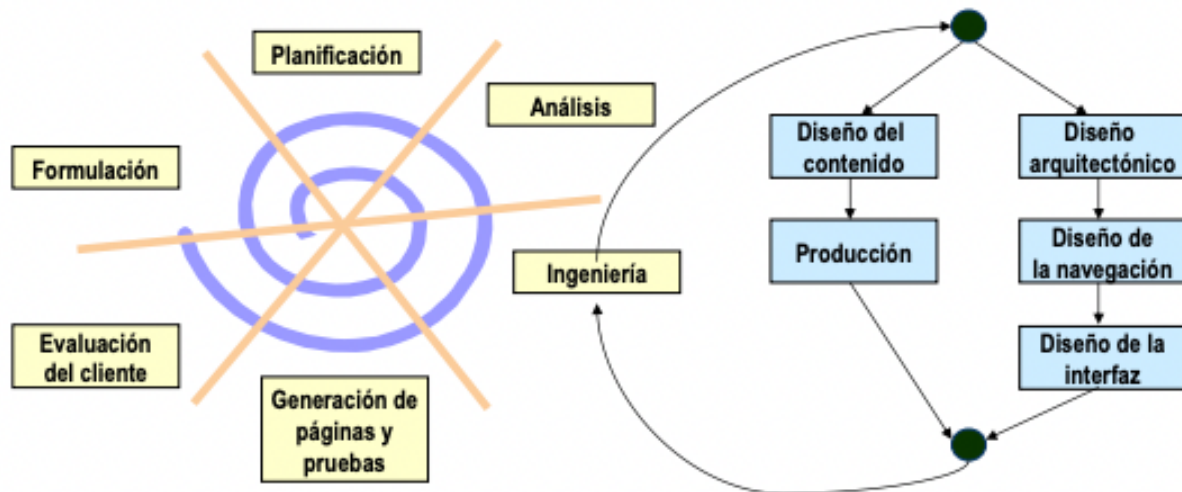 Planificación
Análisis
Formulación
Ingeniería
Evaluación
del cliente
Generación de
páginas y
pruebas
Diseño del
contenido
Producción
Diseño
arquitectónico
Diseño de
la navegación
Diseño de la
interfaz